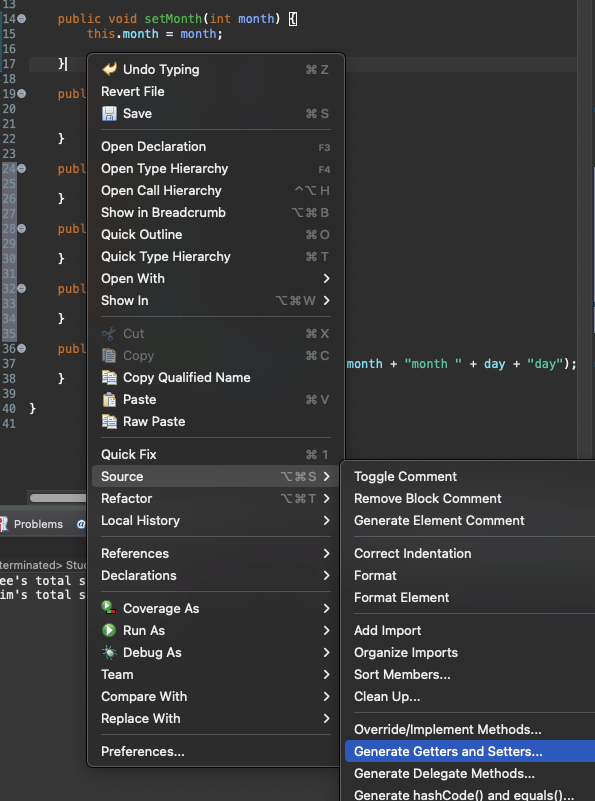 13
14 public void setMonth(int month) {
15 this.month = month;
16
17 }
18
19 publ
20
21
22 }
23
24 publ
25
26 }
27
28 publ
29
30 }
31
32 publ
33
34 }
35
36 publ
37 month + "month " + day + "day");
38 }
39
40 }
41
Undo Typing ⌘ Z
Revert File
Save ⌘ S
Open Declaration F3
Open Type Hierarchy F4
Open Call Hierarchy ^⌥ H
Show in Breadcrumb ⌥⌘ B
Quick Outline ⌘ O
Quick Type Hierarchy ⌘ T
Open With >
Show In ⌥⌘ W >
Cut ⌘ X
Copy ⌘ C
Copy Qualified Name
Paste ⌘ V
Raw Paste
Quick Fix ⌘ 1
Source ⌥⌘ S >
Refactor ⌥⌘ T >
Local History >
References >
Declarations >
Coverage As >
Run As >
Debug As >
Team >
Compare With >
Replace With >
Preferences...
Toggle Comment
Remove Block Comment
Generate Element Comment
Correct Indentation
Format
Format Element
Add Import
Organize Imports
Sort Members...
Clean Up...
Override/Implement Methods...
Generate Getters and Setters...
Generate Delegate Methods...
Generate hashCode() and equals()...
Problems @
terminated> Stu
ee's total s
im's total s